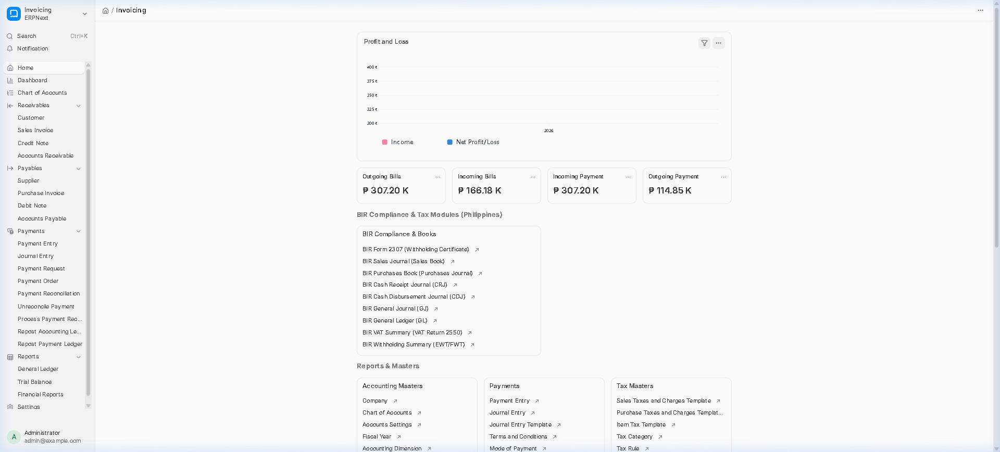 Invoicing
ERPNext
Search Ctrl+K
Notification
Home
Dashboard
Chart of Accounts
Receivables
Customer
Sales Invoice
Credit Note
Accounts Receivable
Payables
Supplier
Purchase Invoice
Debit Note
Accounts Payable
Payments
Payment Entry
Journal Entry
Payment Request
Payment Order
Payment Reconciliation
Unreconcile Payment
Process Payment Rec...
Repost Accounting Le...
Repost Payment Ledger
Reports
General Ledger
Trial Balance
Financial Reports
Settings
A
Administrator
admin@example.com
/ Invoicing
Profit and Loss
400 K
375 K
350 K
325 K
300 K
2026
Income Net Profit/Loss
Outgoing Bills
₱ 307.20 K
Incoming Bills
₱ 166.18 K
Incoming Payment
₱ 307.20 K
Outgoing Payment
₱ 114.85 K
BIR Compliance & Tax Modules (Philippines)
BIR Compliance & Books
BIR Form 2307 (Withholding Certificate)
BIR Sales Journal (Sales Book)
BIR Purchases Book (Purchases Journal)
BIR Cash Receipt Journal (CRJ)
BIR Cash Disbursement Journal (CDJ)
BIR General Journal (GJ)
BIR General Ledger (GL)
BIR VAT Summary (VAT Return 2550)
BIR Withholding Summary (EWT/FWT)
Reports & Masters
Accounting Masters
Company
Chart of Accounts
Accounts Settings
Fiscal Year
Accounting Dimension
Payments
Payment Entry
Journal Entry
Journal Entry Template
Terms and Conditions
Mode of Payment
Tax Masters
Sales Taxes and Charges Template
Purchase Taxes and Charges Templat...
Item Tax Template
Tax Category
Tax Rule